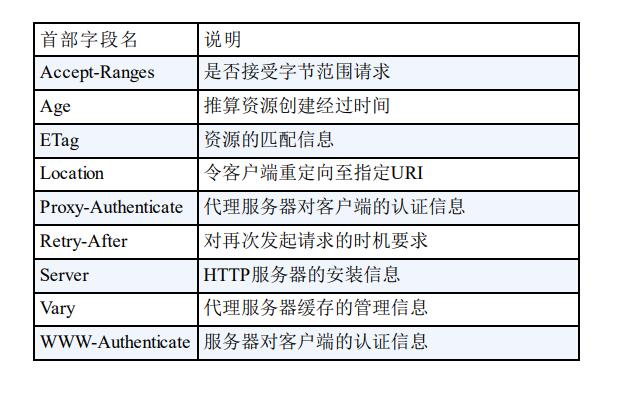 首部字段名 说明
Accept-Ranges 是否接受字节范围请求
Age 推算资源创建经过时间
ETag 资源的匹配信息
Location 令客户端重定向至指定URI
Proxy-Authenticate 代理服务器对客户端的认证信息
Retry-After 对再次发起请求的时机要求
Server HTTP服务器的安装信息
Vary 代理服务器缓存的管理信息
WWW-Authenticate 服务器对客户端的认证信息